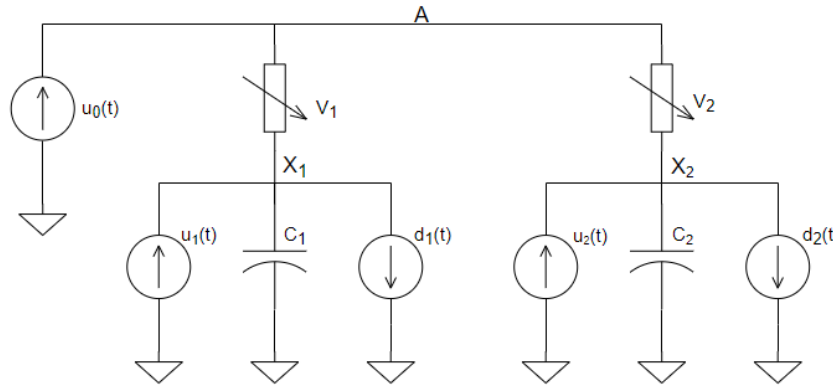 A
u₀(t)
V₁
V₂
X₁
X₂
u₁(t)
C₁
d₁(t)
u₂(t)
C₂
d₂(t